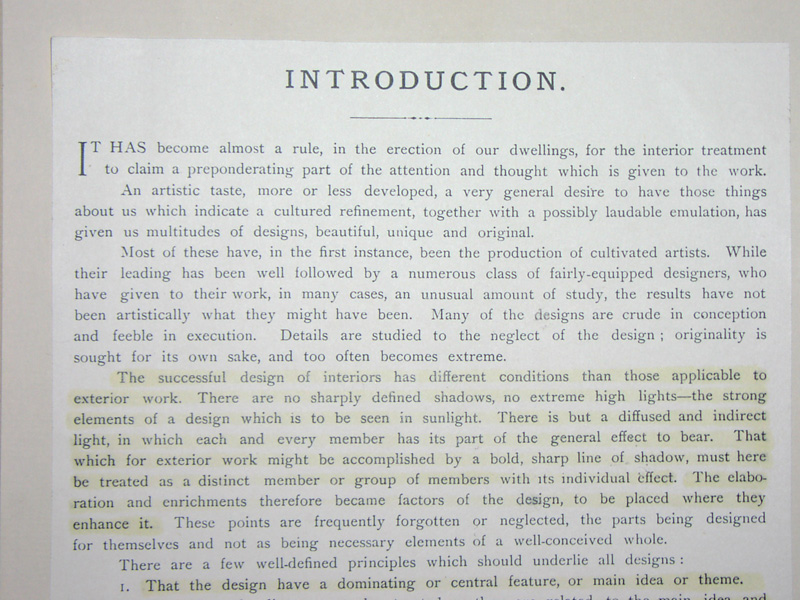 INTRODUCTION.
IT HAS become almost a rule, in the erection of our dwellings, for the interior treatment
to claim a preponderating part of the attention and thought which is given to the work.
An artistic taste, more or less developed, a very general desire to have those things
about us which indicate a cultured refinement, together with a possibly laudable emulation, has
given us multitudes of designs, beautiful, unique and original.
Most of these have, in the first instance, been the production of cultivated artists. While
their leading has been well followed by a numerous class of fairly-equipped designers, who
have given to their work, in many cases, an unusual amount of study, the results have not
been artistically what they might have been. Many of the designs are crude in conception
and feeble in execution. Details are studied to the neglect of the design ; originality is
sought for its own sake, and too often becomes extreme.
The successful design of interiors has different conditions than those applicable to
exterior work. There are no sharply defined shadows, no extreme high lights—the strong
elements of a design which is to be seen in sunlight. There is but a diffused and indirect
light, in which each and every member has its part of the general effect to bear. That
which for exterior work might be accomplished by a bold, sharp line of shadow, must here
be treated as a distinct member or group of members with its individual effect. The elabo-
ration and enrichments therefore became factors of the design, to be placed where they
enhance it. These points are frequently forgotten or neglected, the parts being designed
for themselves and not as being necessary elements of a well-conceived whole.
There are a few well-defined principles which should underlie all designs :
1. That the design have a dominating or central feature, or main idea or theme.